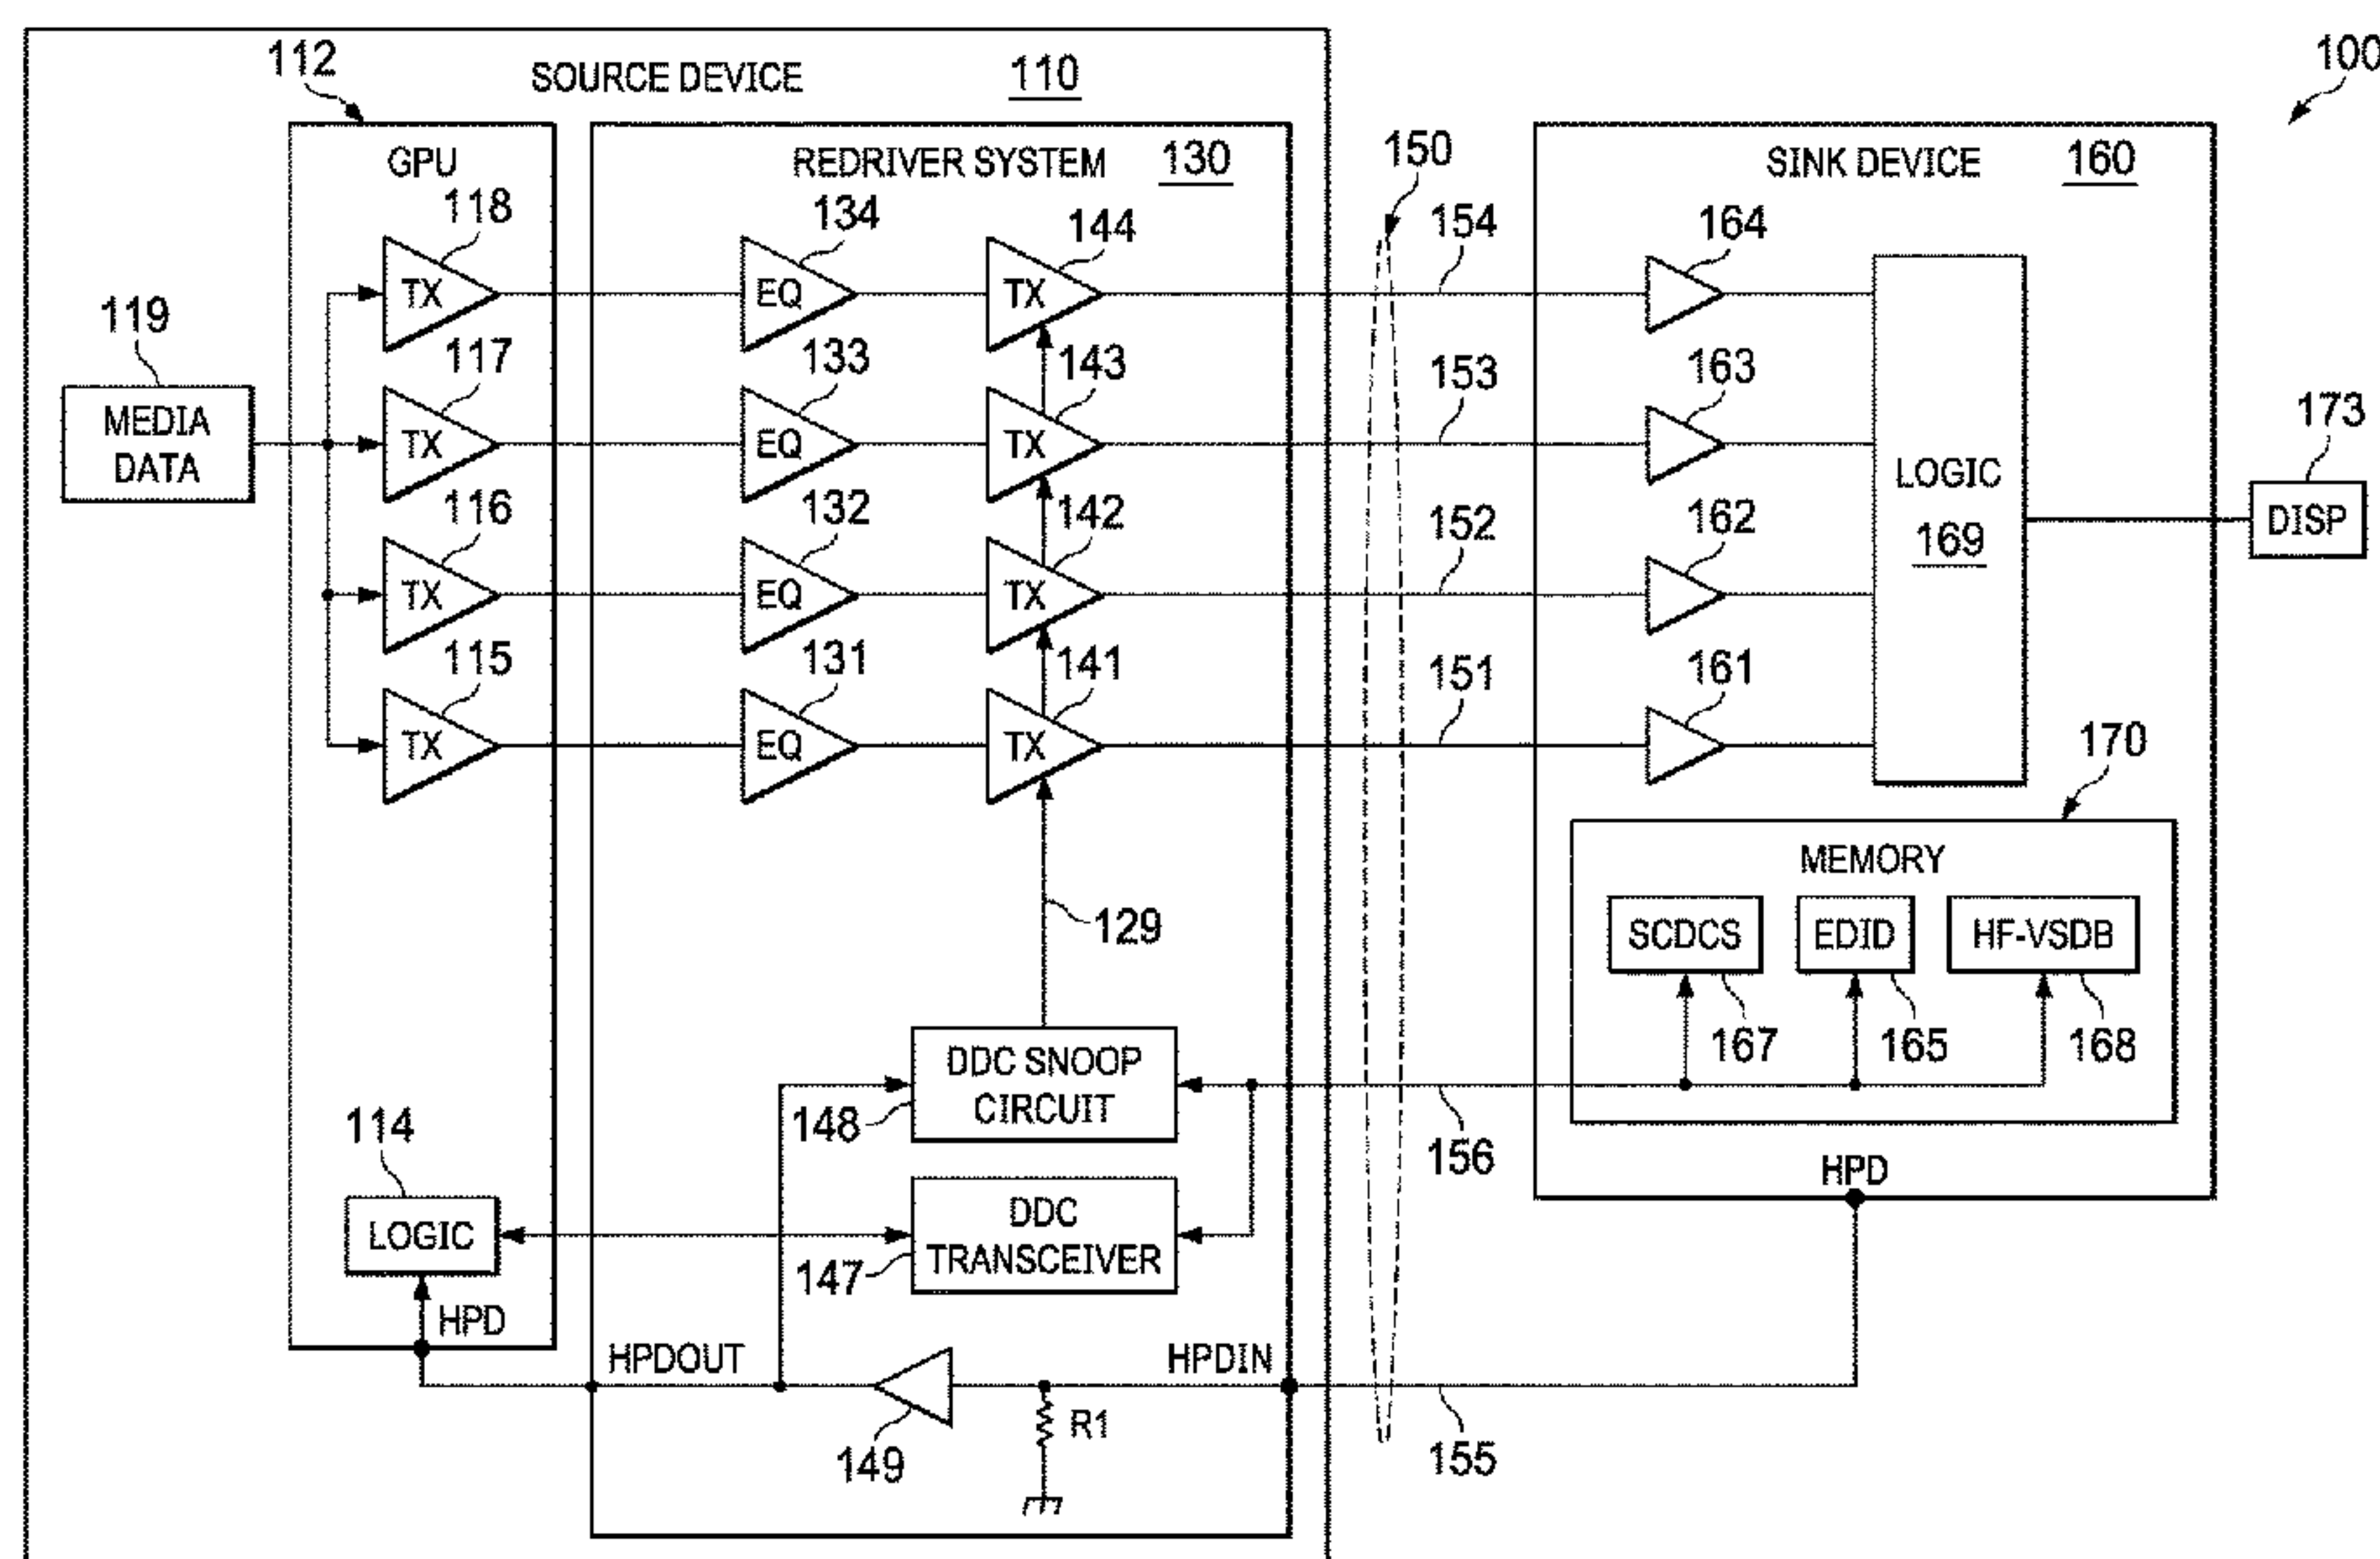 100
112
SOURCE DEVICE 110
GPU
REDRIVER SYSTEM 130
150
SINK DEVICE 160
118
134
144
154
164
TX
EQ
TX
119
MEDIA
DATA
117
133
143
153
163
TX
EQ
TX
LOGIC
169
173
DISP
116
132
142
152
162
TX
EQ
TX
115
131
141
151
161
TX
EQ
TX
170
MEMORY
SCDCS
EDID
HF-VSDB
167
165
168
129
DDC SNOOP
CIRCUIT
148
156
114
LOGIC
DDC
TRANSCEIVER
147
HPD
HPD
HPDOUT
HPDIN
149
R1
155